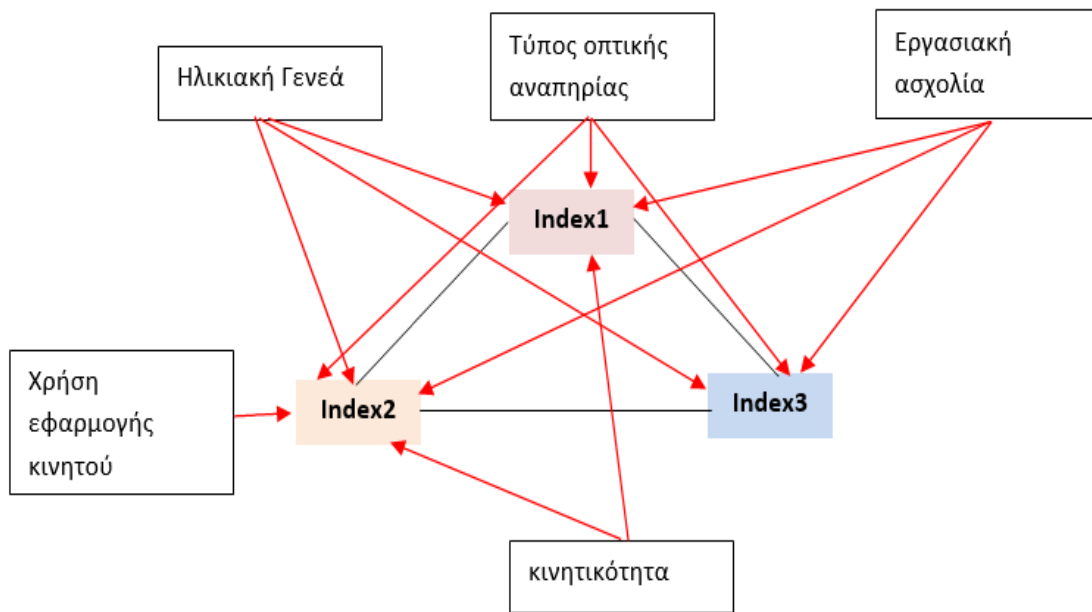 Ηλικιακή Γενεά
Τύπος οπτικής
αναπηρίας
Εργασιακή
ασχολία
Index1
Χρήση
εφαρμογής
κινητού
Index2
Index3
κινητικότητα